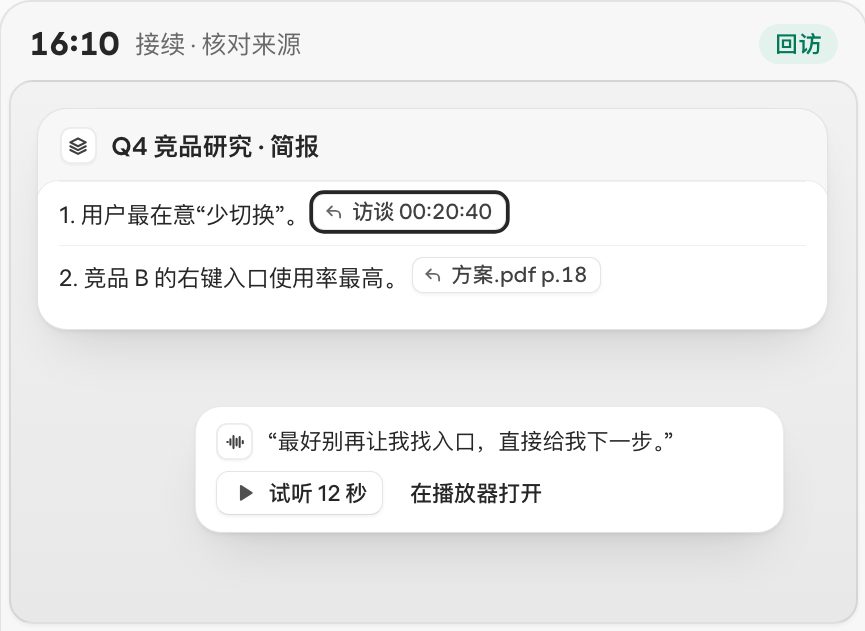 16:10 接续 · 核对来源 回访
Q4 竞品研究 · 简报
1. 用户最在意“少切换”。 访谈 00:20:40
2. 竞品 B 的右键入口使用率最高。 方案.pdf p.18
“最好别再让我找入口，直接给我下一步。”
试听 12 秒 在播放器打开